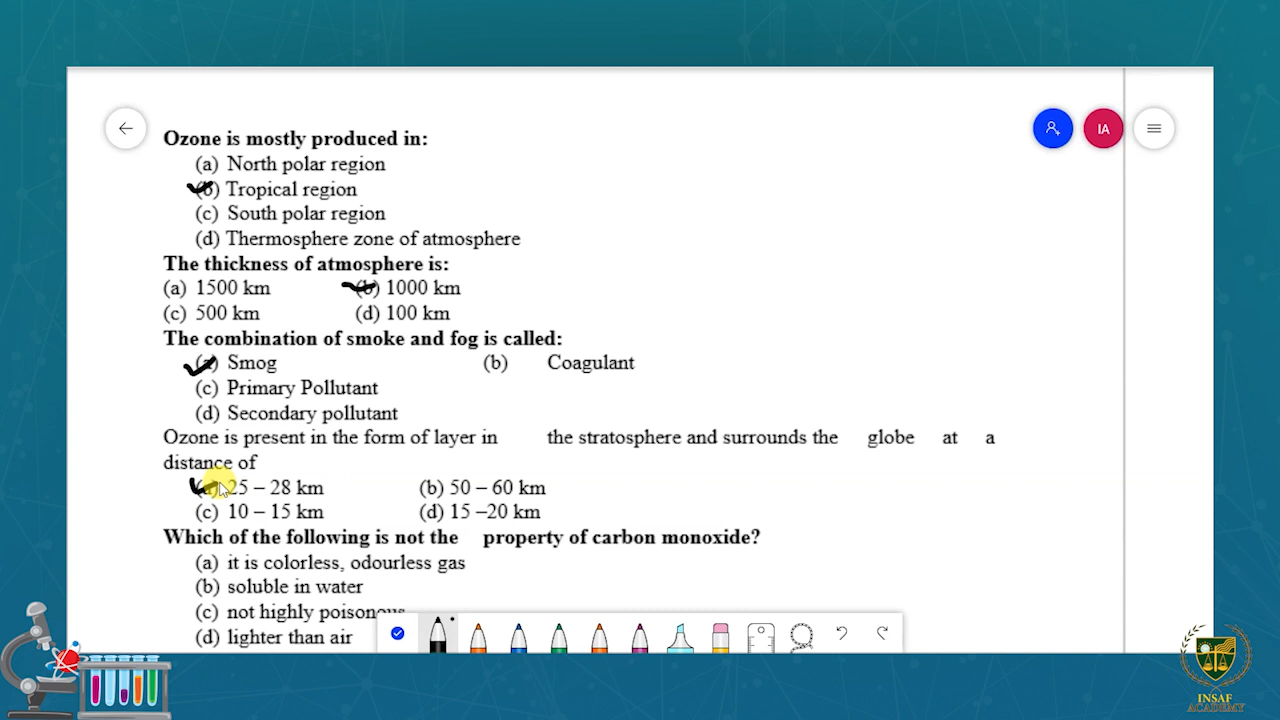 Ozone is mostly produced in:
(a) North polar region
(b) Tropical region
(c) South polar region
(d) Thermosphere zone of atmosphere
The thickness of atmosphere is:
(a) 1500 km (b) 1000 km
(c) 500 km (d) 100 km
The combination of smoke and fog is called:
(a) Smog (b) Coagulant
(c) Primary Pollutant
(d) Secondary pollutant
Ozone is present in the form of layer in the stratosphere and surrounds the globe at a
distance of
(a) 25 – 28 km (b) 50 – 60 km
(c) 10 – 15 km (d) 15 –20 km
Which of the following is not the property of carbon monoxide?
(a) it is colorless, odourless gas
(b) soluble in water
(c) not highly poisonous
(d) lighter than air
IA
INSAF
ACADEMY